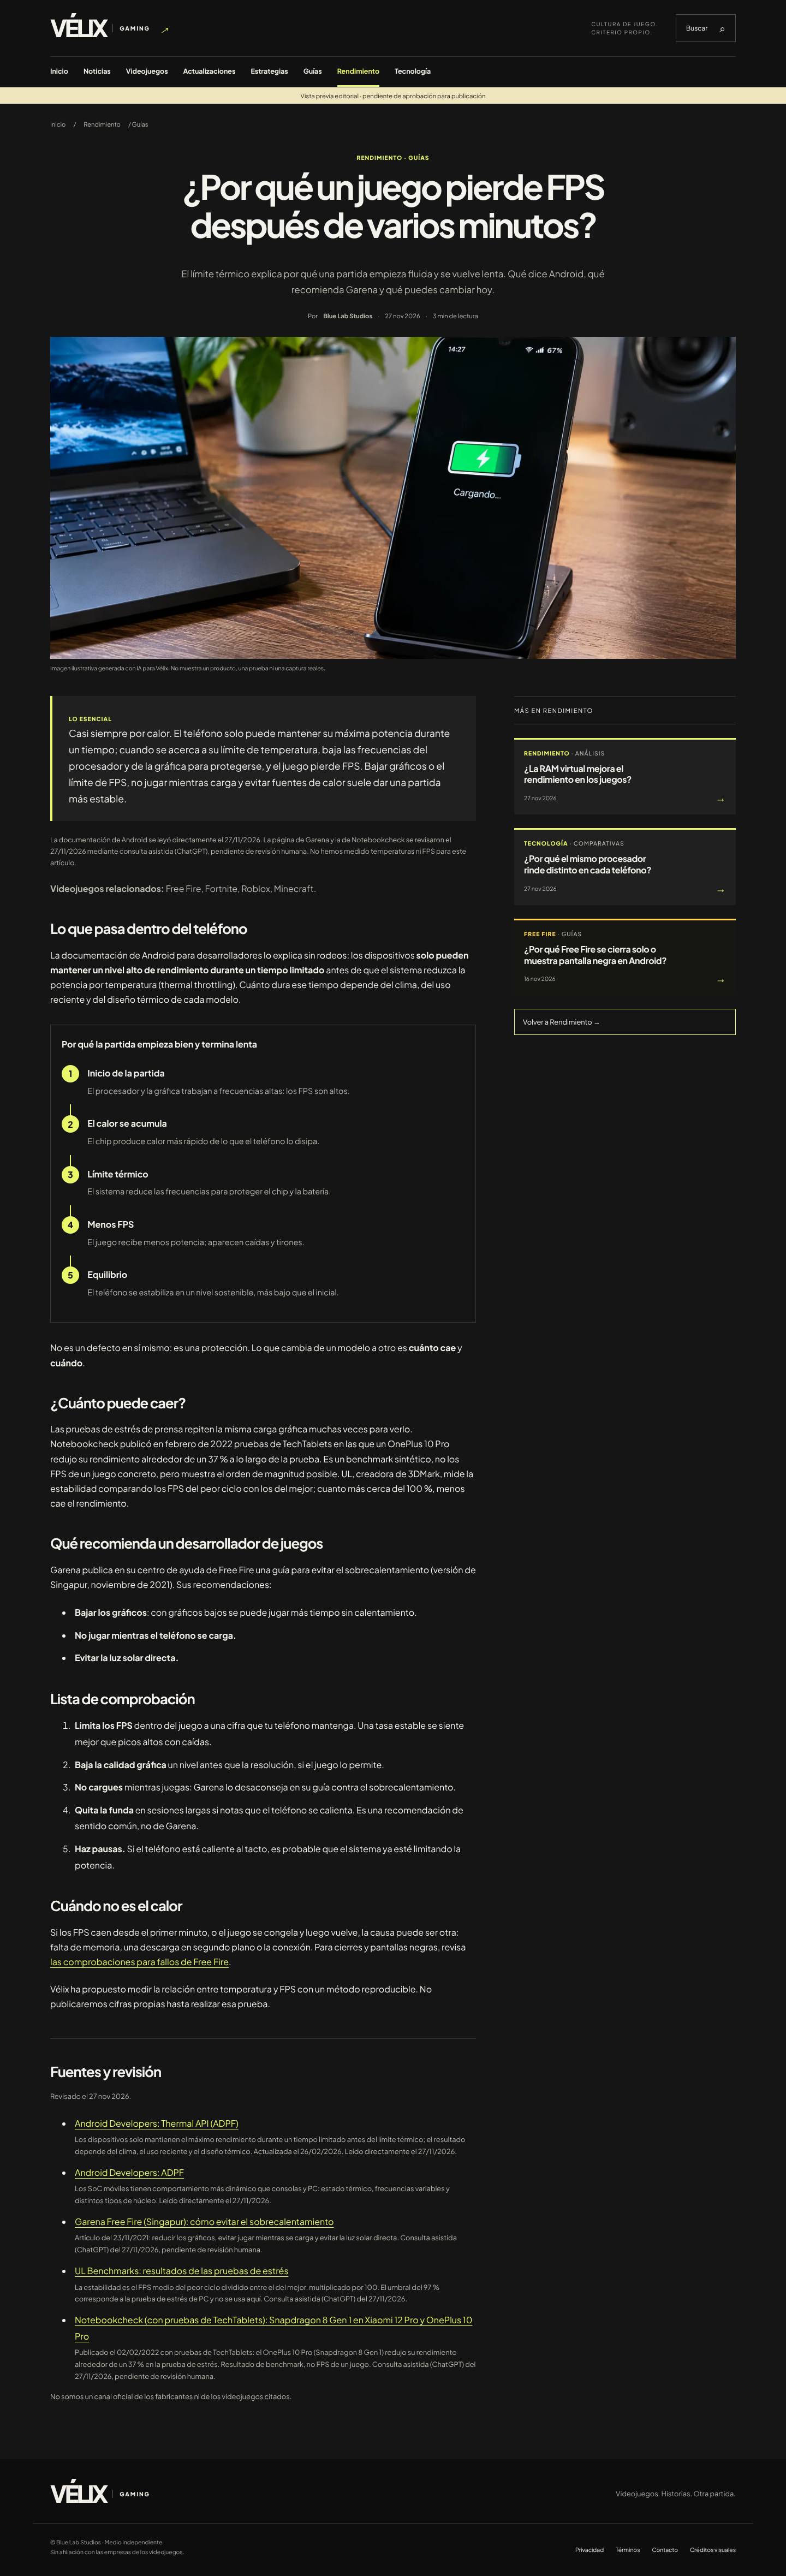 VÉLIX GAMING
CULTURA DE JUEGO.
CRITERIO PROPIO.
Buscar
Inicio Noticias Videojuegos Actualizaciones Estrategias Guías Rendimiento Tecnología
Vista previa editorial · pendiente de aprobación para publicación
Inicio / Rendimiento / Guías
RENDIMIENTO · GUÍAS
¿Por qué un juego pierde FPS
después de varios minutos?
El límite térmico explica por qué una partida empieza fluida y se vuelve lenta. Qué dice Android, qué
recomienda Garena y qué puedes cambiar hoy.
Por Blue Lab Studios · 27 nov 2026 · 3 min de lectura
14:27 67%
Cargando...
Imagen ilustrativa generada con IA para Vélix. No muestra un producto, una prueba ni una captura reales.
LO ESENCIAL
Casi siempre por calor. El teléfono solo puede mantener su máxima potencia durante
un tiempo; cuando se acerca a su límite de temperatura, baja las frecuencias del
procesador y de la gráfica para protegerse, y el juego pierde FPS. Bajar gráficos o el
límite de FPS, no jugar mientras carga y evitar fuentes de calor suele dar una partida
más estable.
La documentación de Android se leyó directamente el 27/11/2026. La página de Garena y la de Notebookcheck se revisaron el
27/11/2026 mediante consulta asistida (ChatGPT), pendiente de revisión humana. No hemos medido temperaturas ni FPS para este
artículo.
Videojuegos relacionados: Free Fire, Fortnite, Roblox, Minecraft.
Lo que pasa dentro del teléfono
La documentación de Android para desarrolladores lo explica sin rodeos: los dispositivos solo pueden
mantener un nivel alto de rendimiento durante un tiempo limitado antes de que el sistema reduzca la
potencia por temperatura (thermal throttling). Cuánto dura ese tiempo depende del clima, del uso
reciente y del diseño térmico de cada modelo.
Por qué la partida empieza bien y termina lenta
1 Inicio de la partida
El procesador y la gráfica trabajan a frecuencias altas: los FPS son altos.
2 El calor se acumula
El chip produce calor más rápido de lo que el teléfono lo disipa.
3 Límite térmico
El sistema reduce las frecuencias para proteger el chip y la batería.
4 Menos FPS
El juego recibe menos potencia; aparecen caídas y tirones.
5 Equilibrio
El teléfono se estabiliza en un nivel sostenible, más bajo que el inicial.
No es un defecto en sí mismo: es una protección. Lo que cambia de un modelo a otro es cuánto cae y
cuándo.
¿Cuánto puede caer?
Las pruebas de estrés de prensa repiten la misma carga gráfica muchas veces para verlo.
Notebookcheck publicó en febrero de 2022 pruebas de TechTablets en las que un OnePlus 10 Pro
redujo su rendimiento alrededor de un 37 % a lo largo de la prueba. Es un benchmark sintético, no los
FPS de un juego concreto, pero muestra el orden de magnitud posible. UL, creadora de 3DMark, mide la
estabilidad comparando los FPS del peor ciclo con los del mejor; cuanto más cerca del 100 %, menos
cae el rendimiento.
Qué recomienda un desarrollador de juegos
Garena publica en su centro de ayuda de Free Fire una guía para evitar el sobrecalentamiento (versión de
Singapur, noviembre de 2021). Sus recomendaciones:
• Bajar los gráficos: con gráficos bajos se puede jugar más tiempo sin calentamiento.
• No jugar mientras el teléfono se carga.
• Evitar la luz solar directa.
Lista de comprobación
1. Limita los FPS dentro del juego a una cifra que tu teléfono mantenga. Una tasa estable se siente
mejor que picos altos con caídas.
2. Baja la calidad gráfica un nivel antes que la resolución, si el juego lo permite.
3. No cargues mientras juegas: Garena lo desaconseja en su guía contra el sobrecalentamiento.
4. Quita la funda en sesiones largas si notas que el teléfono se calienta. Es una recomendación de
sentido común, no de Garena.
5. Haz pausas. Si el teléfono está caliente al tacto, es probable que el sistema ya esté limitando la
potencia.
Cuándo no es el calor
Si los FPS caen desde el primer minuto, o el juego se congela y luego vuelve, la causa puede ser otra:
falta de memoria, una descarga en segundo plano o la conexión. Para cierres y pantallas negras, revisa
las comprobaciones para fallos de Free Fire.
Vélix ha propuesto medir la relación entre temperatura y FPS con un método reproducible. No
publicaremos cifras propias hasta realizar esa prueba.
Fuentes y revisión
Revisado el 27 nov 2026.
• Android Developers: Thermal API (ADPF)
Los dispositivos solo mantienen el máximo rendimiento durante un tiempo limitado antes del límite térmico; el resultado
depende del clima, el uso reciente y el diseño térmico. Actualizada el 26/02/2026. Leído directamente el 27/11/2026.
• Android Developers: ADPF
Los SoC móviles tienen comportamiento más dinámico que consolas y PC: estado térmico, frecuencias variables y
distintos tipos de núcleo. Leído directamente el 27/11/2026.
• Garena Free Fire (Singapur): cómo evitar el sobrecalentamiento
Artículo del 23/11/2021: reducir los gráficos, evitar jugar mientras se carga y evitar la luz solar directa. Consulta asistida
(ChatGPT) del 27/11/2026, pendiente de revisión humana.
• UL Benchmarks: resultados de las pruebas de estrés
La estabilidad es el FPS medio del peor ciclo dividido entre el del mejor, multiplicado por 100. El umbral del 97 %
corresponde a la prueba de estrés de PC y no se usa aquí. Consulta asistida (ChatGPT) del 27/11/2026.
• Notebookcheck (con pruebas de TechTablets): Snapdragon 8 Gen 1 en Xiaomi 12 Pro y OnePlus 10
Pro
Publicado el 02/02/2022 con pruebas de TechTablets: el OnePlus 10 Pro (Snapdragon 8 Gen 1) redujo su rendimiento
alrededor de un 37 % en la prueba de estrés. Resultado de benchmark, no FPS de un juego. Consulta asistida (ChatGPT) del
27/11/2026, pendiente de revisión humana.
No somos un canal oficial de los fabricantes ni de los videojuegos citados.
MÁS EN RENDIMIENTO
RENDIMIENTO · ANÁLISIS
¿La RAM virtual mejora el
rendimiento en los juegos?
27 nov 2026 →
TECNOLOGÍA · COMPARATIVAS
¿Por qué el mismo procesador
rinde distinto en cada teléfono?
27 nov 2026 →
FREE FIRE · GUÍAS
¿Por qué Free Fire se cierra solo o
muestra pantalla negra en Android?
16 nov 2026 →
Volver a Rendimiento →
VÉLIX GAMING
Videojuegos. Historias. Otra partida.
© Blue Lab Studios · Medio independiente.
Sin afiliación con las empresas de los videojuegos.
Privacidad Términos Contacto Créditos visuales